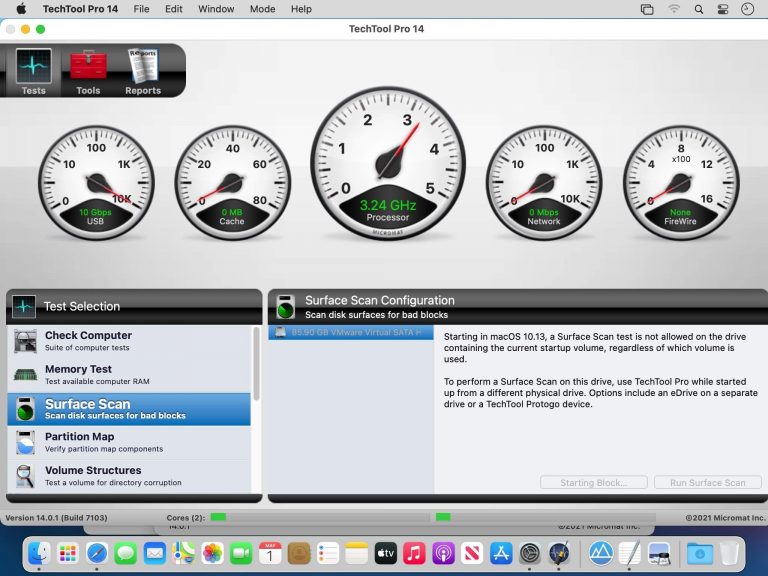 TechTool Pro 14 File Edit Window Mode Help
TechTool Pro 14
Reports
Tests Tools Reports
0 10 100 1K 10K
10 Gbps
USB
0 20 40 60 80
0 MB
Cache
0 1 2 3 4 5
3.24 GHz
Processor
MICROMAT
0 10 100 1K 10K
0 Mbps
Network
0 4 8 12 16
x100
None
FireWire
Test Selection
Check Computer
Suite of computer tests
Memory Test
Test available computer RAM
Surface Scan
Scan disk surfaces for bad blocks
Partition Map
Verify partition map components
Volume Structures
Test a volume for directory corruption
Surface Scan Configuration
Scan disk surfaces for bad blocks
85.90 GB VMware Virtual SATA H
Starting in macOS 10.13, a Surface Scan test is not allowed on the drive
containing the current startup volume, regardless of which volume is
used.
To perform a Surface Scan on this drive, use TechTool Pro while started
up from a different physical drive. Options include an eDrive on a separate
drive or a TechTool Protogo device.
Starting Block... Run Surface Scan
Version 14.0.1 (Build 7103) Cores (2): ©2021 Micromat Inc.
14.0.1 ©2021 Micromat Inc.
MAY
1
tv